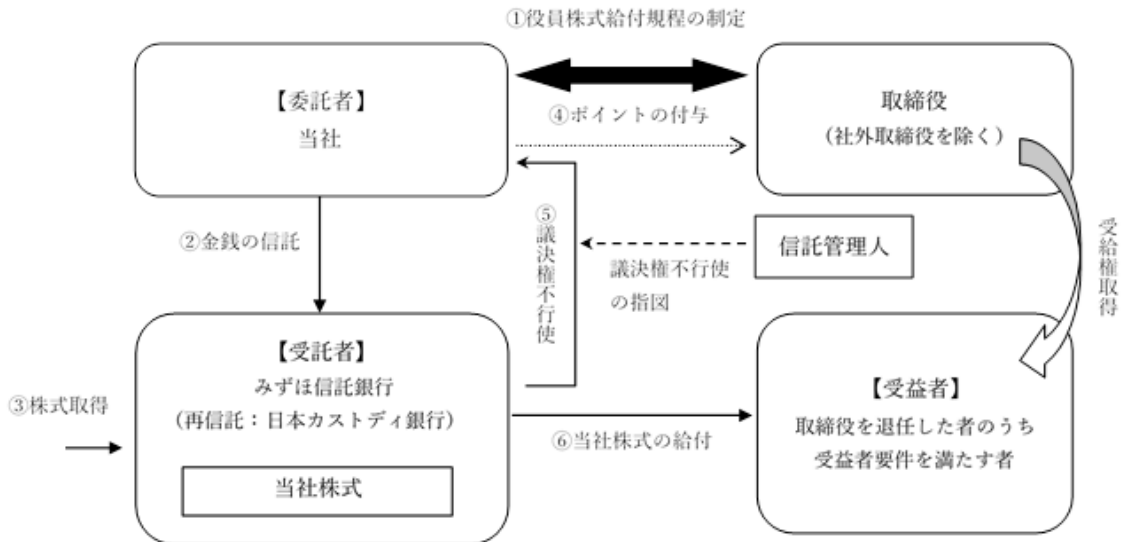 ①役員株式給付規程の制定
【委託者】
当社
④ポイントの付与
取締役
（社外取締役を除く）
②金銭の信託
⑤議決権不行使
議決権不行使
の指図
信託管理人
受給権取得
③株式取得
【受託者】
みずほ信託銀行
（再信託：日本カストディ銀行）
当社株式
⑥当社株式の給付
【受益者】
取締役を退任した者のうち
受益者要件を満たす者